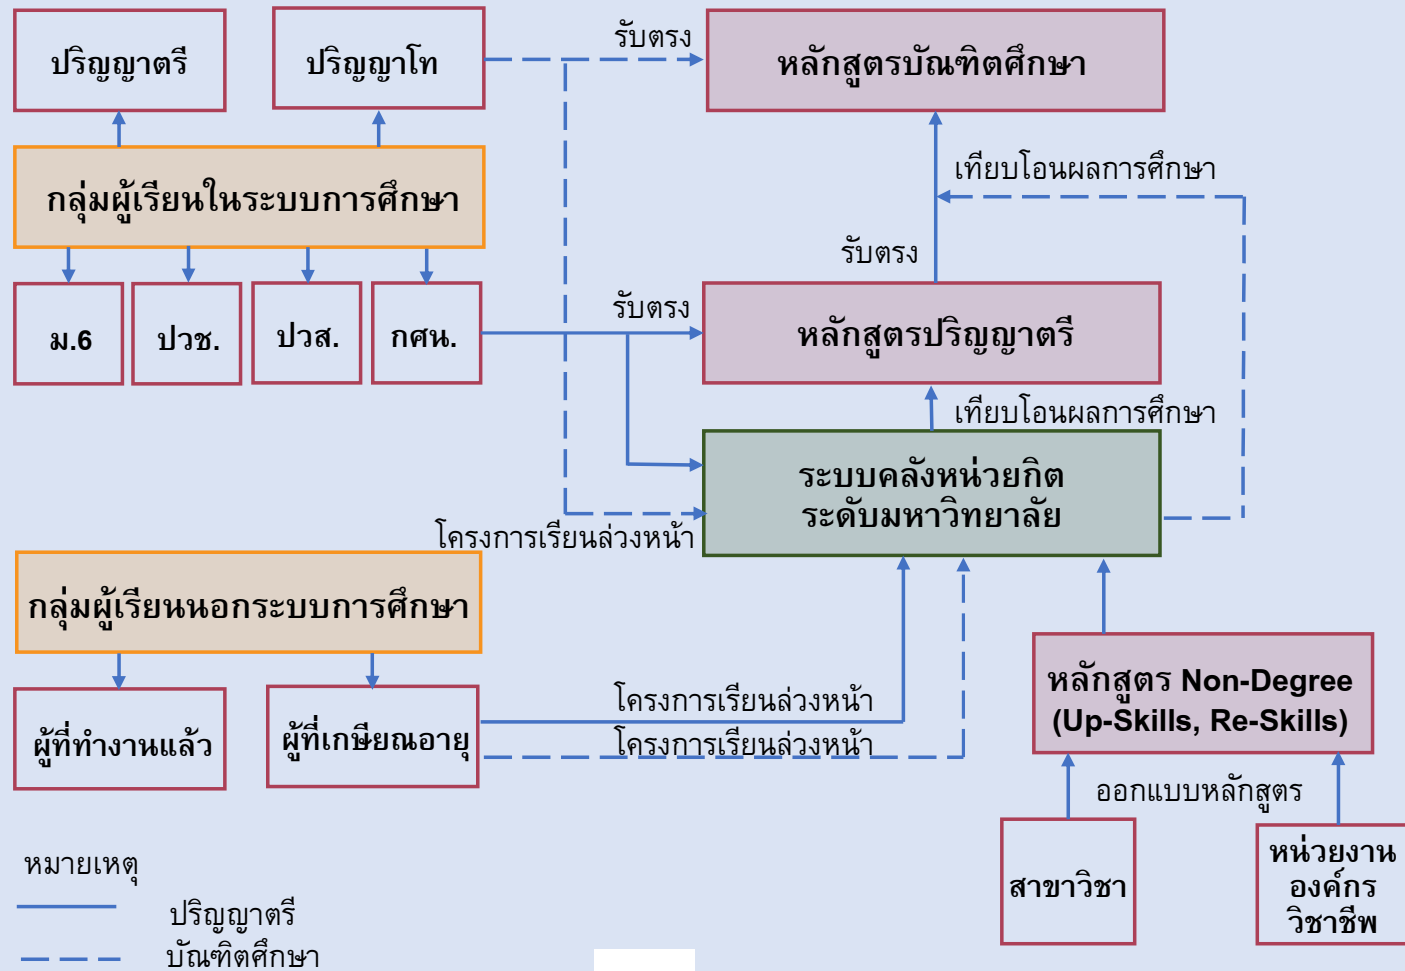 ปริญญาตรี
ปริญญาโท
รับตรง
หลักสูตรบัณฑิตศึกษา
กลุ่มผู้เรียนในระบบการศึกษา
เทียบโอนผลการศึกษา
รับตรง
ม.6
ปวช.
ปวส.
กศน.
รับตรง
หลักสูตรปริญญาตรี
เทียบโอนผลการศึกษา
ระบบคลังหน่วยกิต
ระดับมหาวิทยาลัย
โครงการเรียนล่วงหน้า
กลุ่มผู้เรียนนอกระบบการศึกษา
ผู้ที่ทำงานแล้ว
ผู้ที่เกษียณอายุ
โครงการเรียนล่วงหน้า
โครงการเรียนล่วงหน้า
หลักสูตร Non-Degree
(Up-Skills, Re-Skills)
ออกแบบหลักสูตร
สาขาวิชา
หน่วยงาน
องค์กร
วิชาชีพ
หมายเหตุ
ปริญญาตรี
บัณฑิตศึกษา